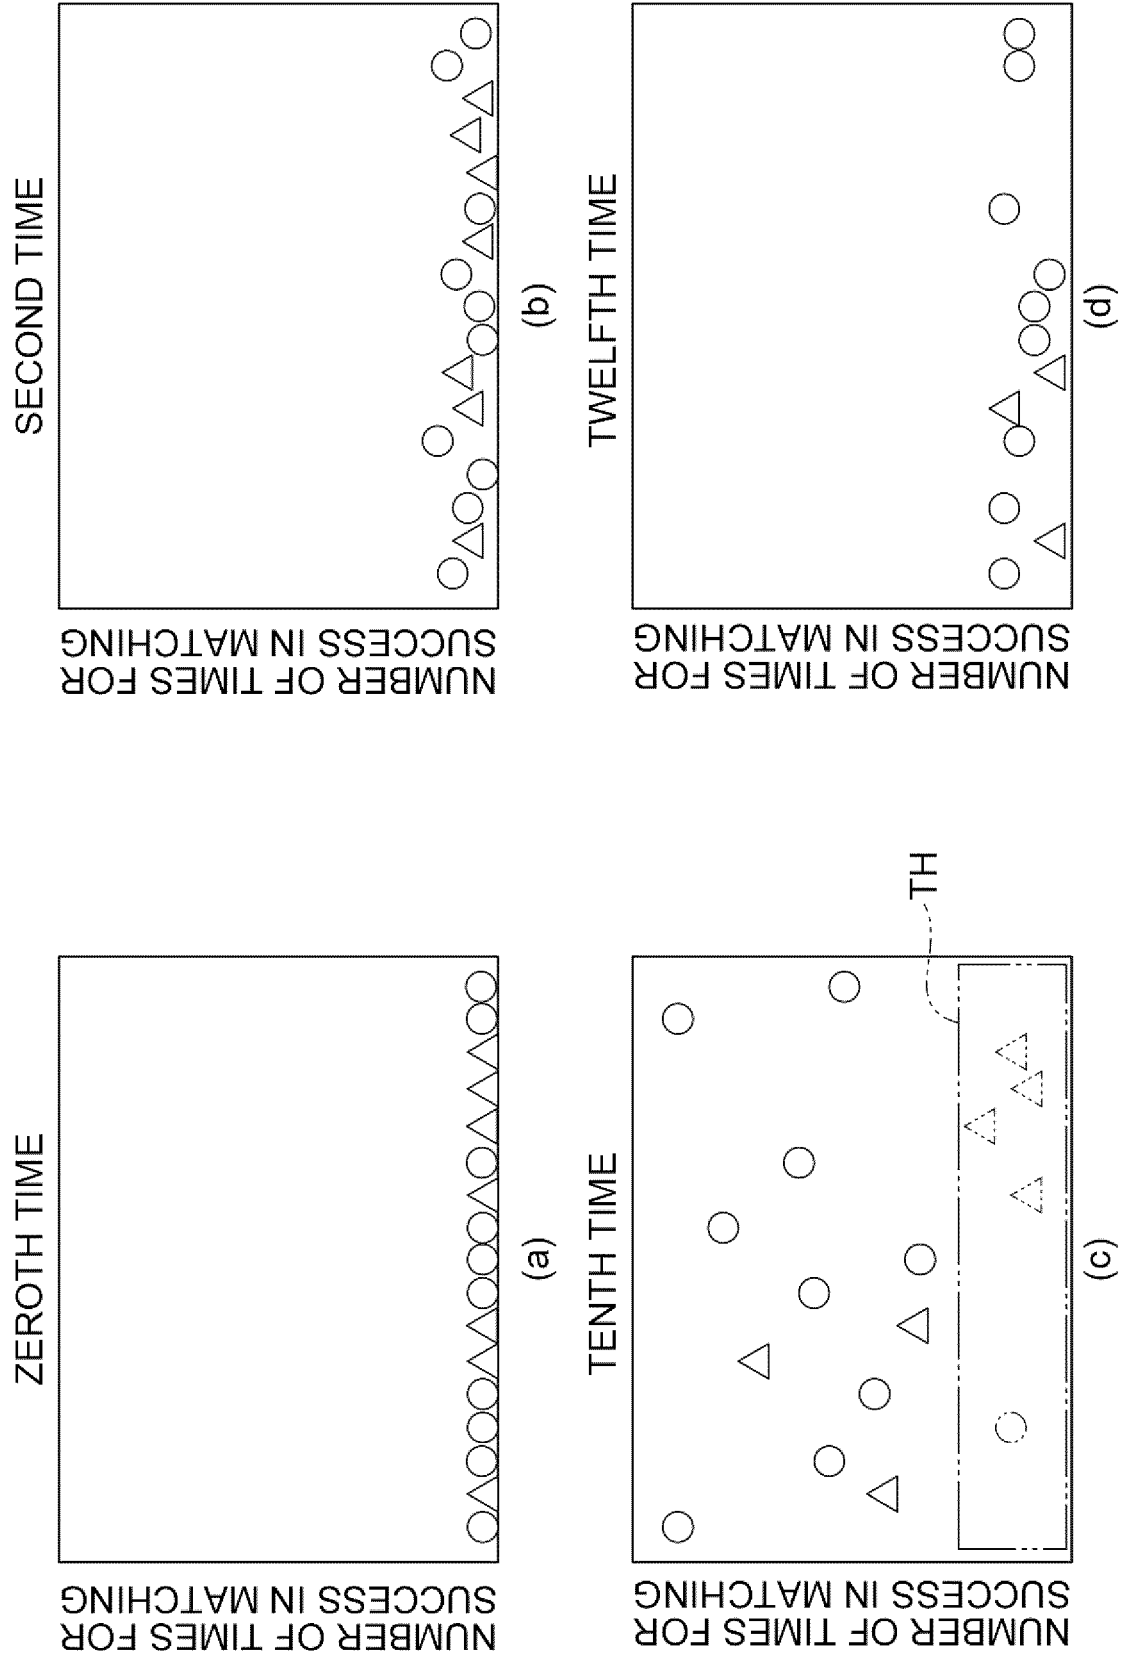 ZEROTH TIME
NUMBER OF TIMES FOR
SUCCESS IN MATCHING
(a)
SECOND TIME
NUMBER OF TIMES FOR
SUCCESS IN MATCHING
(b)
TENTH TIME
NUMBER OF TIMES FOR
SUCCESS IN MATCHING
TH
(c)
TWELFTH TIME
NUMBER OF TIMES FOR
SUCCESS IN MATCHING
(d)